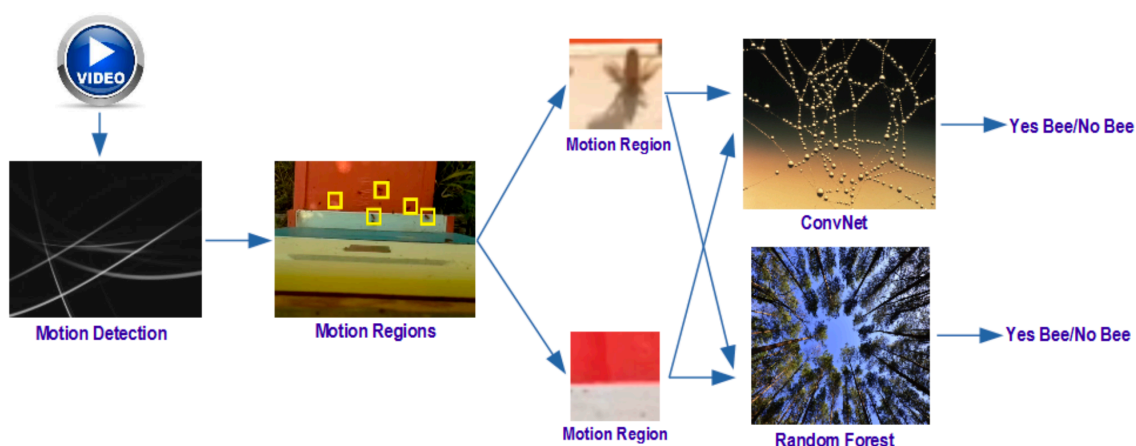 VIDEO
Motion Detection
Motion Regions
Motion Region
Motion Region
ConvNet
Random Forest
Yes Bee/No Bee
Yes Bee/No Bee